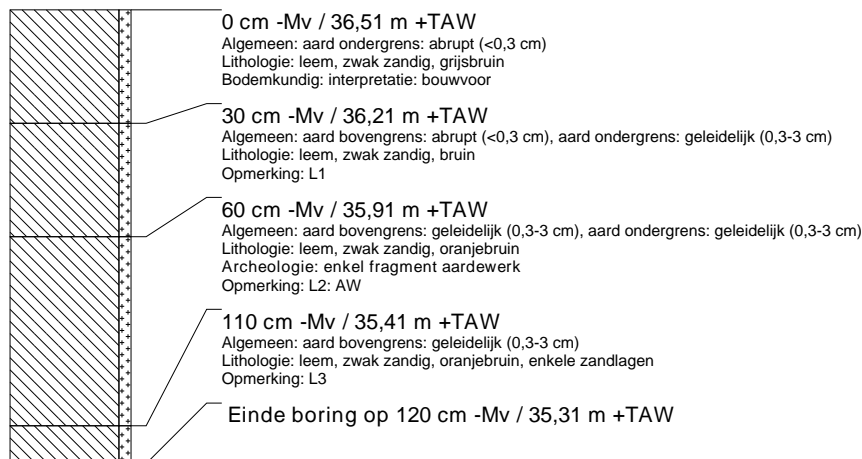 0 cm -Mv / 36,51 m +TAW
Algemeen: aard ondergrens: abrupt (<0,3 cm)
Lithologie: leem, zwak zandig, grijsbruin
Bodemkundig: interpretatie: bouwvoor
30 cm -Mv / 36,21 m +TAW
Algemeen: aard bovengrens: abrupt (<0,3 cm), aard ondergrens: geleidelijk (0,3-3 cm)
Lithologie: leem, zwak zandig, bruin
Opmerking: L1
60 cm -Mv / 35,91 m +TAW
Algemeen: aard bovengrens: geleidelijk (0,3-3 cm), aard ondergrens: geleidelijk (0,3-3 cm)
Lithologie: leem, zwak zandig, oranjebruin
Archeologie: enkel fragment aardewerk
Opmerking: L2: AW
110 cm -Mv / 35,41 m +TAW
Algemeen: aard bovengrens: geleidelijk (0,3-3 cm)
Lithologie: leem, zwak zandig, oranjebruin, enkele zandlagen
Opmerking: L3
Einde boring op 120 cm -Mv / 35,31 m +TAW